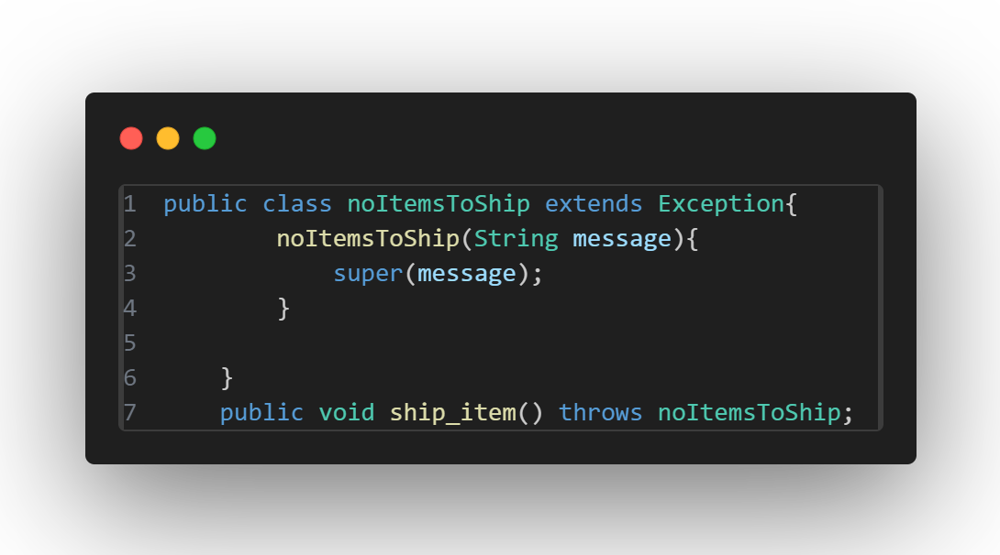 1 public class noItemsToShip extends Exception{
2         noItemsToShip(String message){
3             super(message);
4         }
5
6     }
7     public void ship_item() throws noItemsToShip;